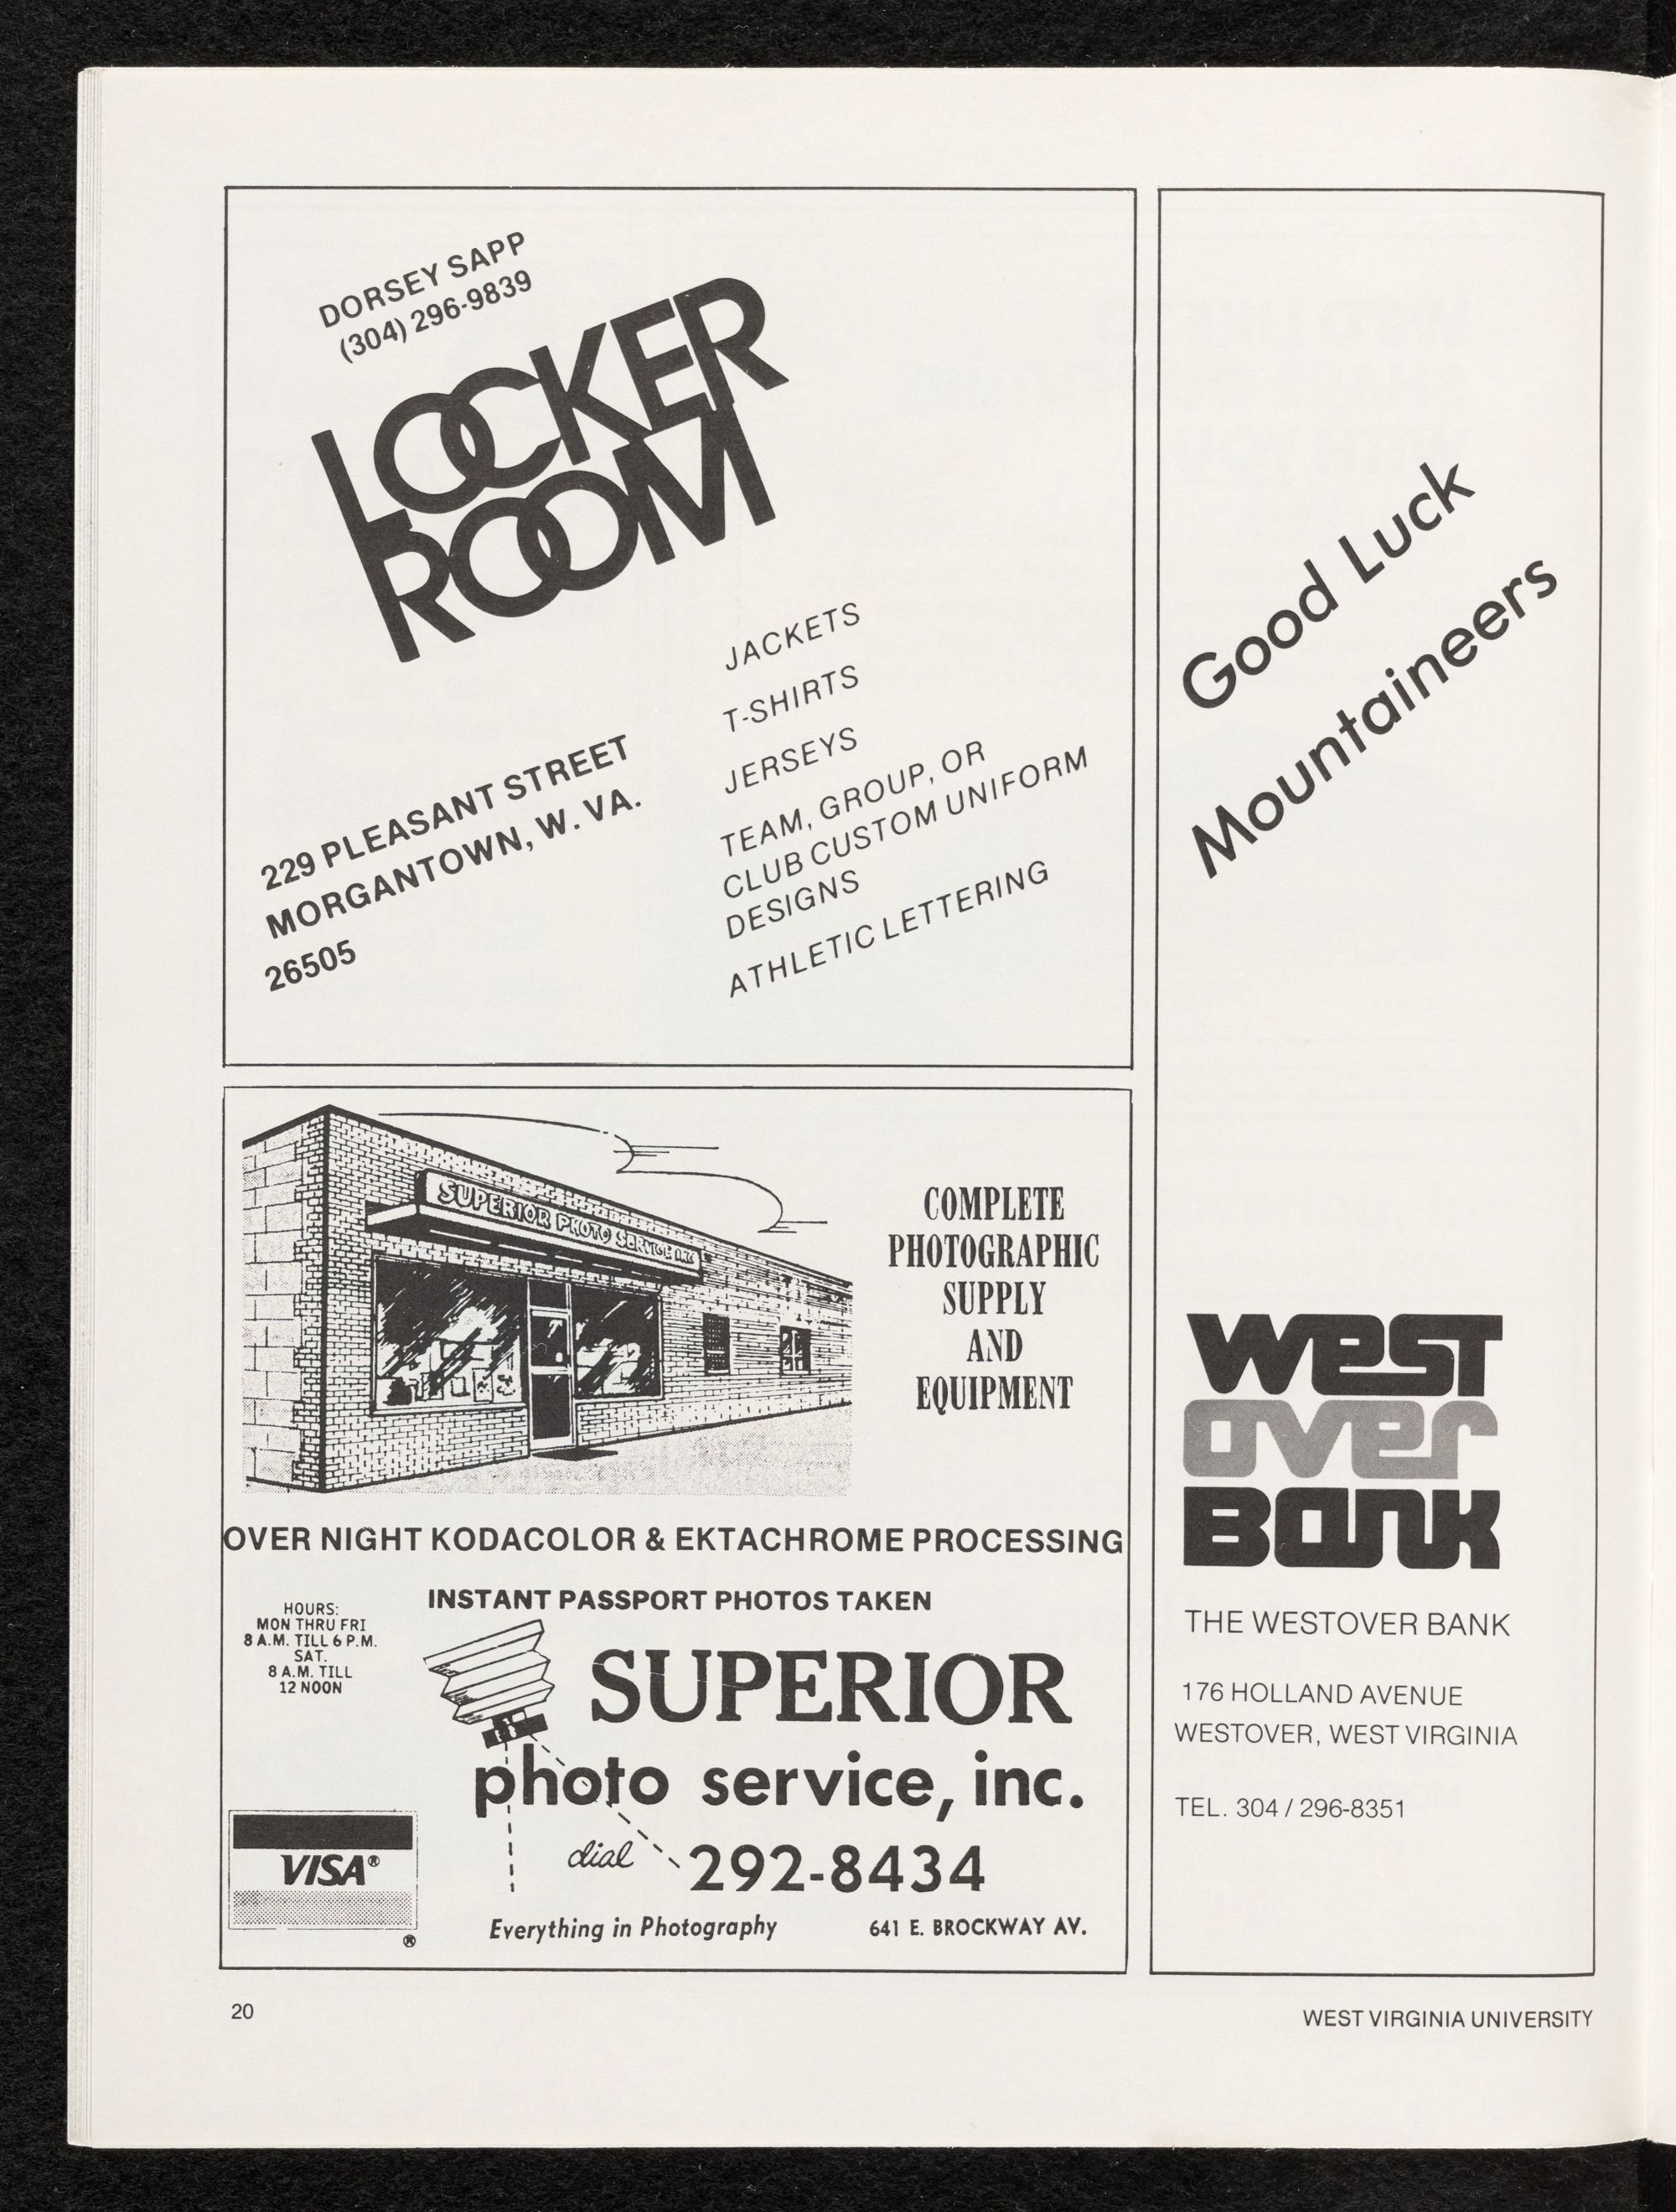 DORSEY SAPP
(304) 296-9839
LOCKER
ROOM
229 PLEASANT STREET
MORGANTOWN, W. VA.
26505
JACKETS
T-SHIRTS
JERSEYS
TEAM, GROUP, OR
CLUB CUSTOM UNIFORM
DESIGNS
ATHLETIC LETTERING
SUPERIOR PHOTO SERVICE INC
COMPLETE
PHOTOGRAPHIC
SUPPLY
AND
EQUIPMENT
OVER NIGHT KODACOLOR & EKTACHROME PROCESSING
INSTANT PASSPORT PHOTOS TAKEN
HOURS:
MON THRU FRI
8 A.M. TILL 6 P.M.
SAT.
8 A.M. TILL
12 NOON
SUPERIOR
photo service, inc.
dial 292-8434
VISA®
®
Everything in Photography 641 E. BROCKWAY AV.
Good Luck
Mountaineers
West
over
Bank
THE WESTOVER BANK
176 HOLLAND AVENUE
WESTOVER, WEST VIRGINIA
TEL. 304 / 296-8351
20
WEST VIRGINIA UNIVERSITY